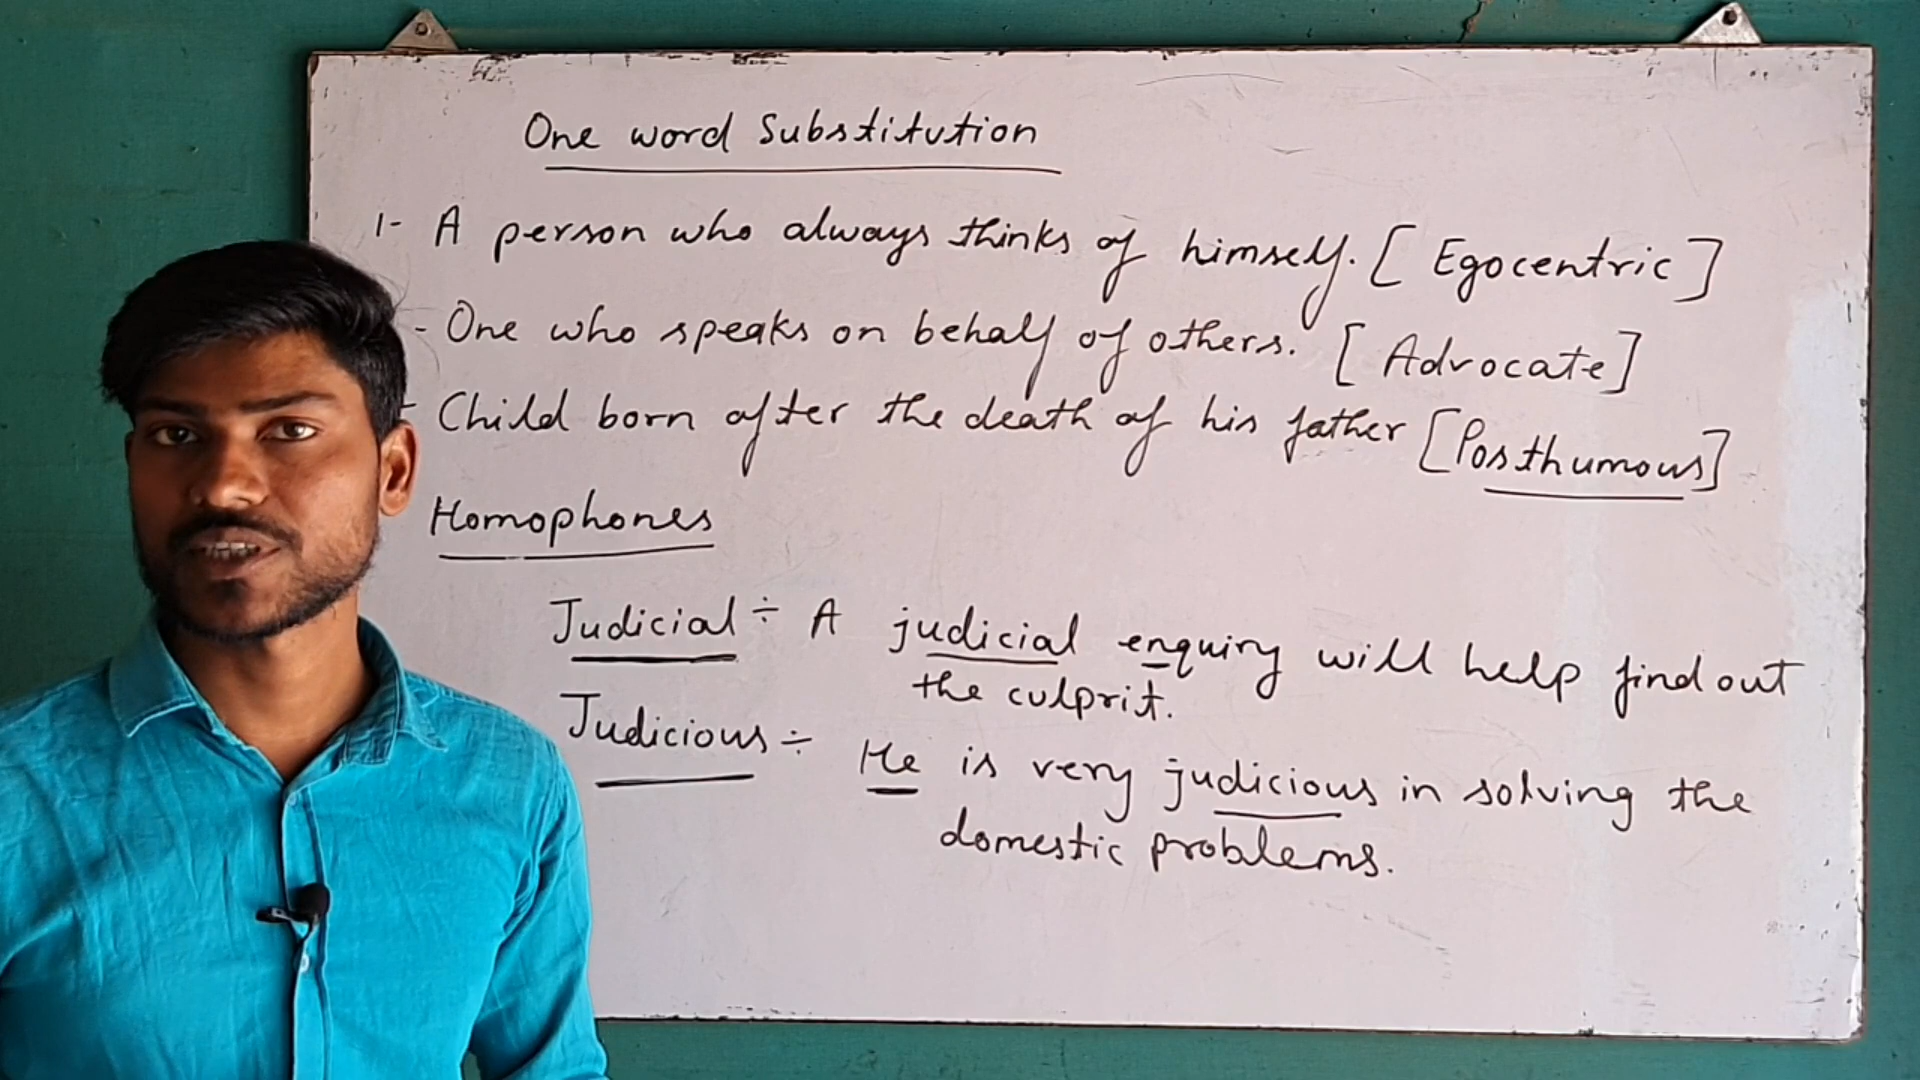 One word Substitution
1- A person who always thinks of himself. [Egocentric]
- One who speaks on behalf of others. [Advocate]
- Child born after the death of his father [Posthumous]
Homophones
Judicial ÷ A judicial enquiry will help find out
the culprit.
Judicious ÷ He is very judicious in solving the
domestic problems.